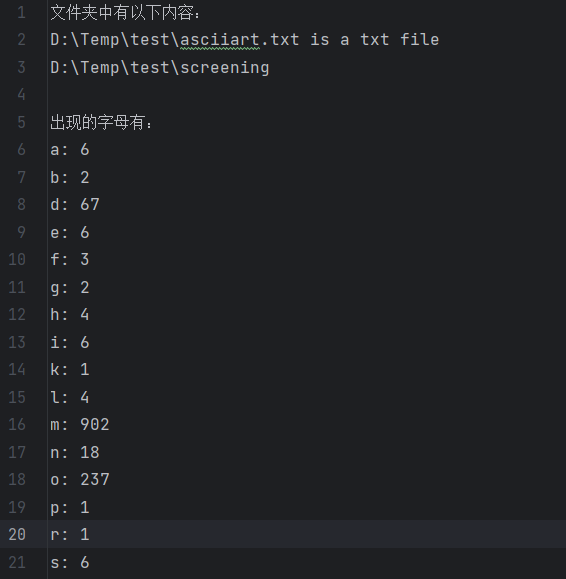 1 文件夹中有以下内容：
2 D:\Temp\test\asciiart.txt is a txt file
3 D:\Temp\test\screening
4
5 出现的字母有：
6 a: 6
7 b: 2
8 d: 67
9 e: 6
10 f: 3
11 g: 2
12 h: 4
13 i: 6
14 k: 1
15 l: 4
16 m: 902
17 n: 18
18 o: 237
19 p: 1
20 r: 1
21 s: 6